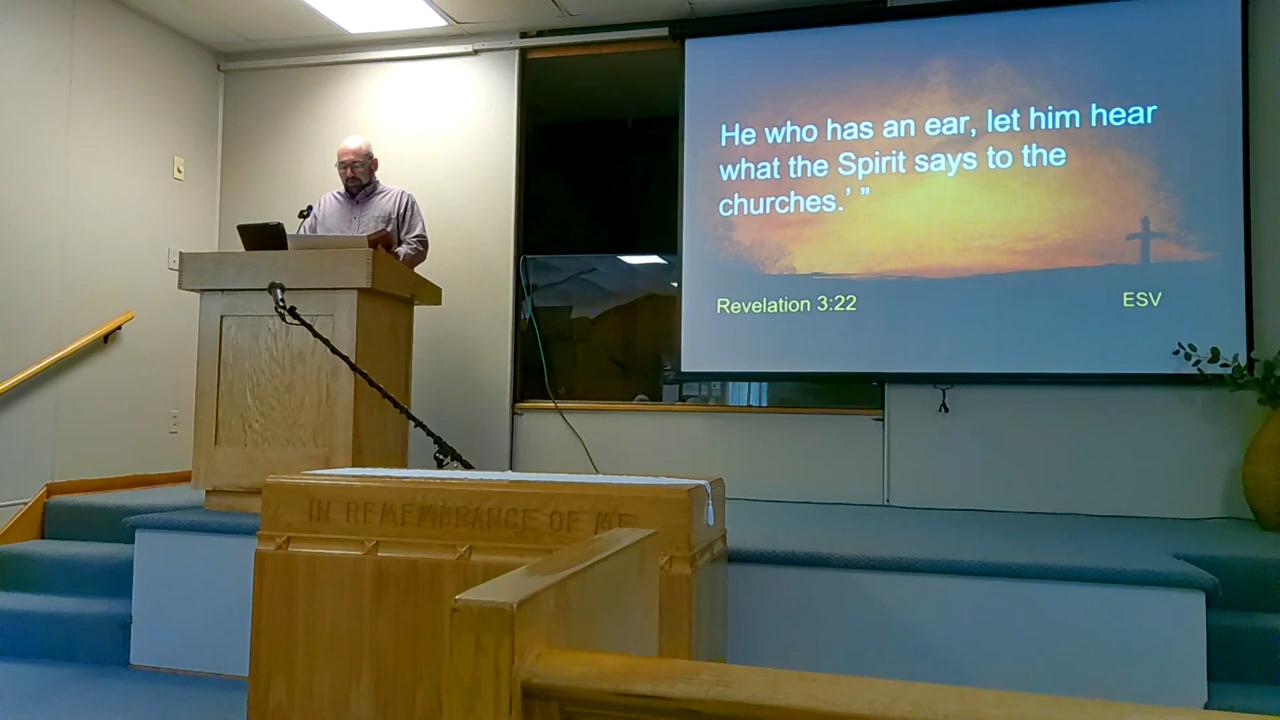 He who has an ear, let him hear
what the Spirit says to the
churches.’ ”
Revelation 3:22
ESV
IN REMEMBRANCE OF ME